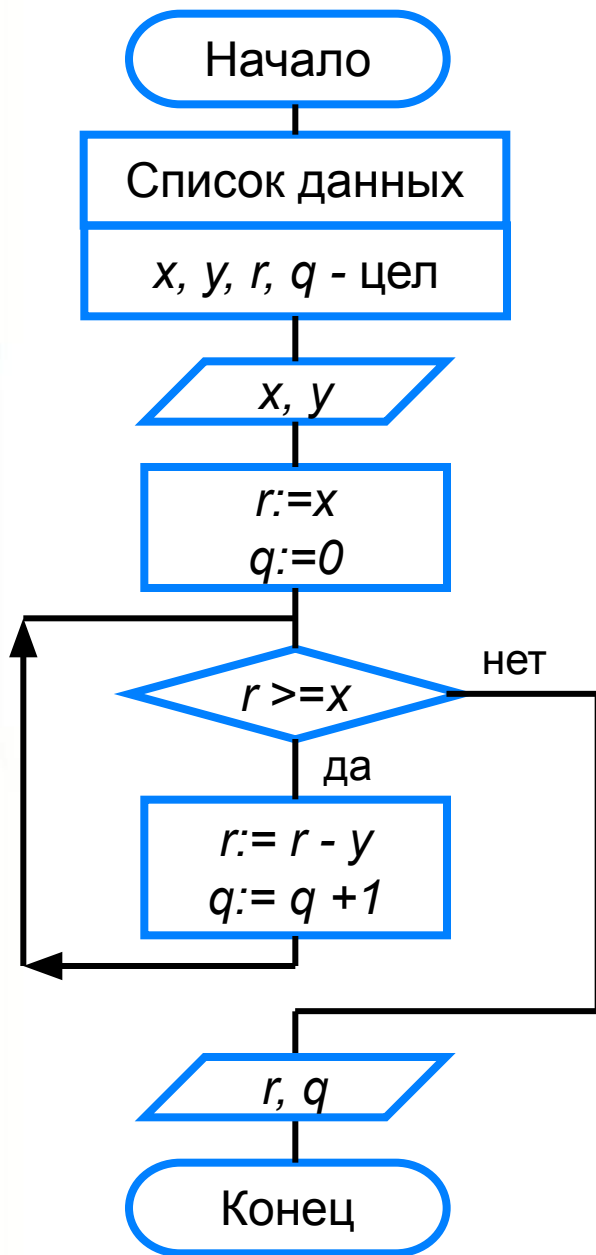 Начало
Список данных
x, y, r, q - цел
x, y
r:=x
q:=0
r >=x
нет
да
r:= r - y
q:= q +1
r, q
Конец